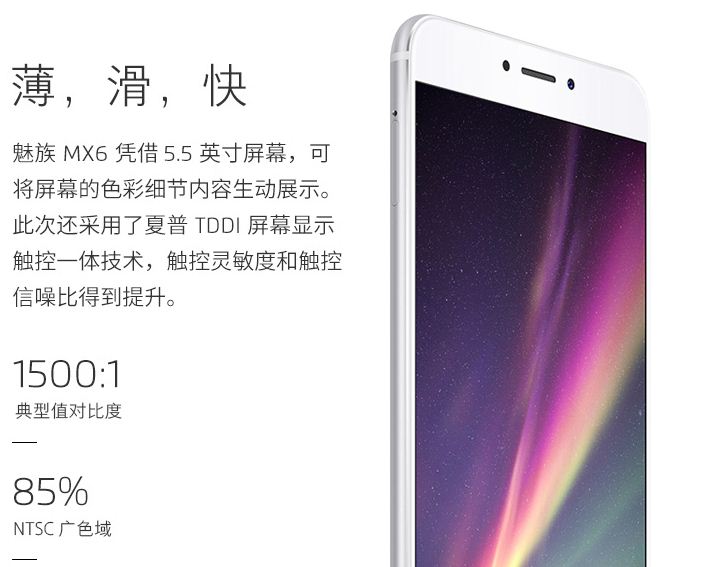 薄，滑，快
魅族 MX6 凭借 5.5 英寸屏幕，可
将屏幕的色彩细节内容生动展示。
此次还采用了夏普 TDDI 屏幕显示
触控一体技术，触控灵敏度和触控
信噪比得到提升。
1500:1
典型值对比度
85%
NTSC 广色域